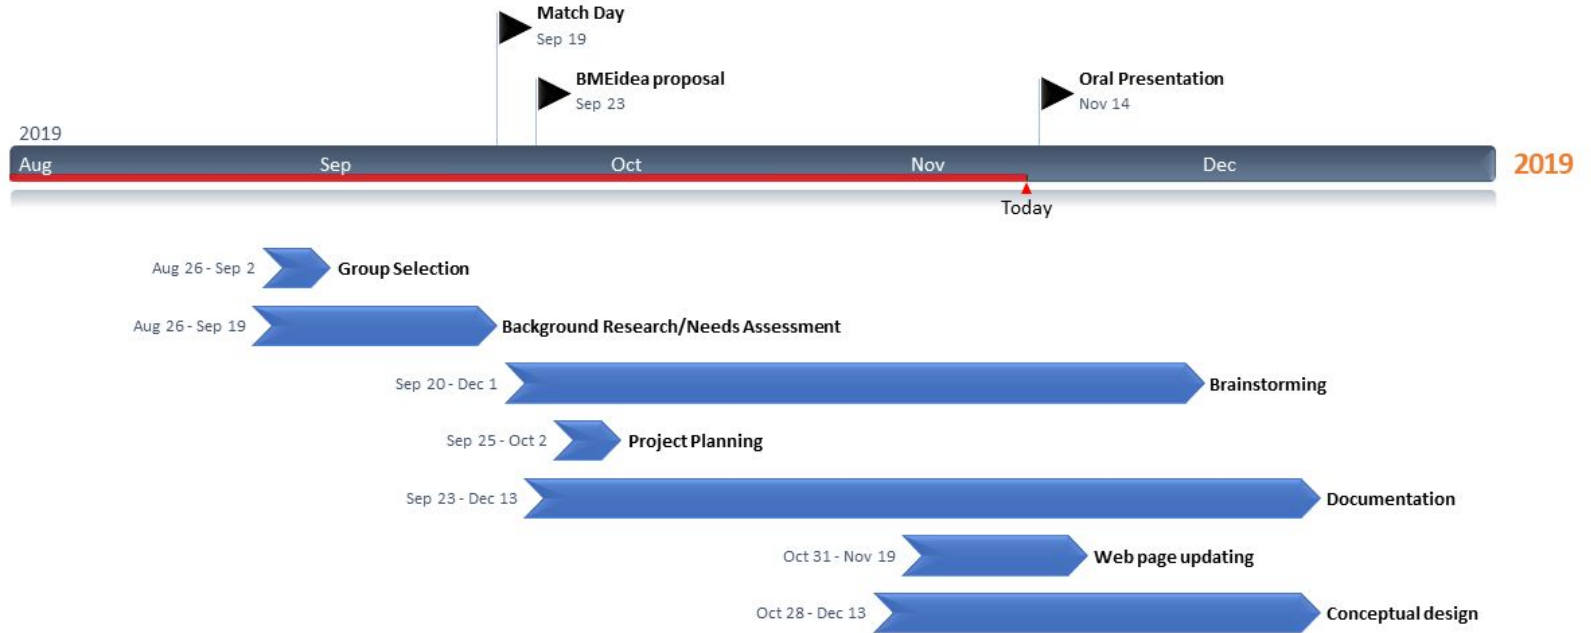 Match Day
Sep 19
BMEidea proposal
Sep 23
Oral Presentation
Nov 14
2019
Aug Sep Oct Nov Dec 2019
Today
Aug 26 - Sep 2 Group Selection
Aug 26 - Sep 19 Background Research/Needs Assessment
Sep 20 - Dec 1 Brainstorming
Sep 25 - Oct 2 Project Planning
Sep 23 - Dec 13 Documentation
Oct 31 - Nov 19 Web page updating
Oct 28 - Dec 13 Conceptual design